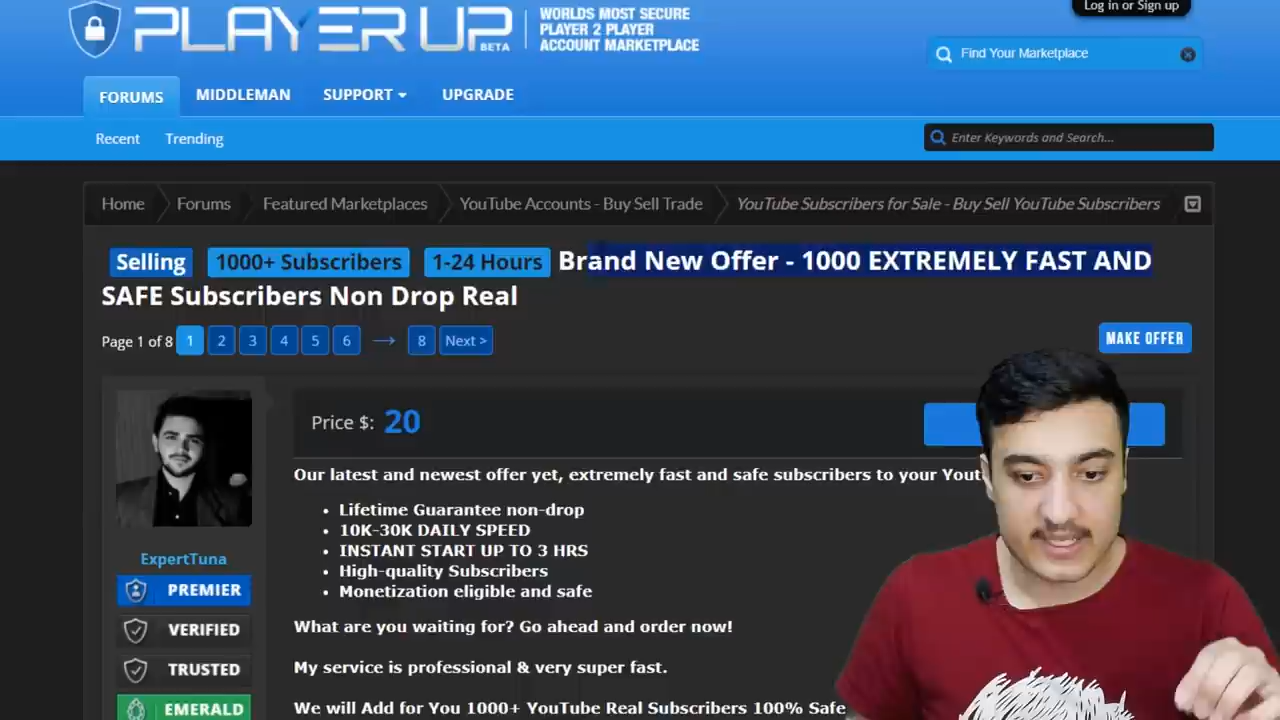 Log in or Sign up
PLAYERUP
BETA
WORLDS MOST SECURE
PLAYER 2 PLAYER
ACCOUNT MARKETPLACE
Find Your Marketplace
FORUMS MIDDLEMAN SUPPORT UPGRADE
Recent Trending
Enter Keywords and Search...
Home Forums Featured Marketplaces YouTube Accounts - Buy Sell Trade YouTube Subscribers for Sale - Buy Sell YouTube Subscribers
Selling 1000+ Subscribers 1-24 Hours Brand New Offer - 1000 EXTREMELY FAST AND
SAFE Subscribers Non Drop Real
Page 1 of 8 1 2 3 4 5 6 → 8 Next >
MAKE OFFER
Price $: 20
Our latest and newest offer yet, extremely fast and safe subscribers to your
• Lifetime Guarantee non-drop
• 10K-30K DAILY SPEED
• INSTANT START UP TO 3 HRS
• High-quality Subscribers
• Monetization eligible and safe
What are you waiting for? Go ahead and order now!
My service is professional & very super fast.
We will Add for You 1000+ YouTube Real Subscribers 100% Safe
ExpertTuna
PREMIER
VERIFIED
TRUSTED
EMERALD